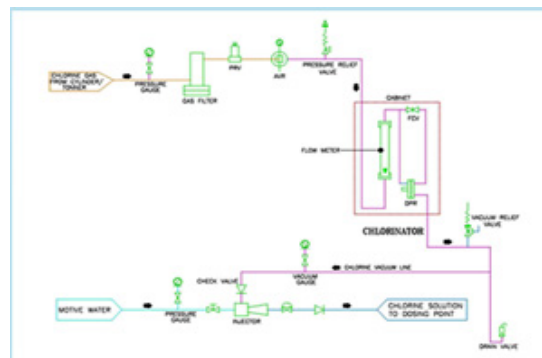 CHLORINE GAS
FROM CYLINDER/
TONNER
PRESSURE
GAUGE
GAS FILTER
PRV
PRESSURE RELIEF
VALVE
CABINET
FCV
FLOW METER
DPR
CHLORINATOR
VACUUM RELIEF
VALVE
CHECK VALVE
VACUUM
GAUGE
CHLORINE VACUUM LINE
MOTIVE WATER
PRESSURE
GAUGE
INJECTOR
CHLORINE SOLUTION
TO DOSING POINT
DRAIN VALVE